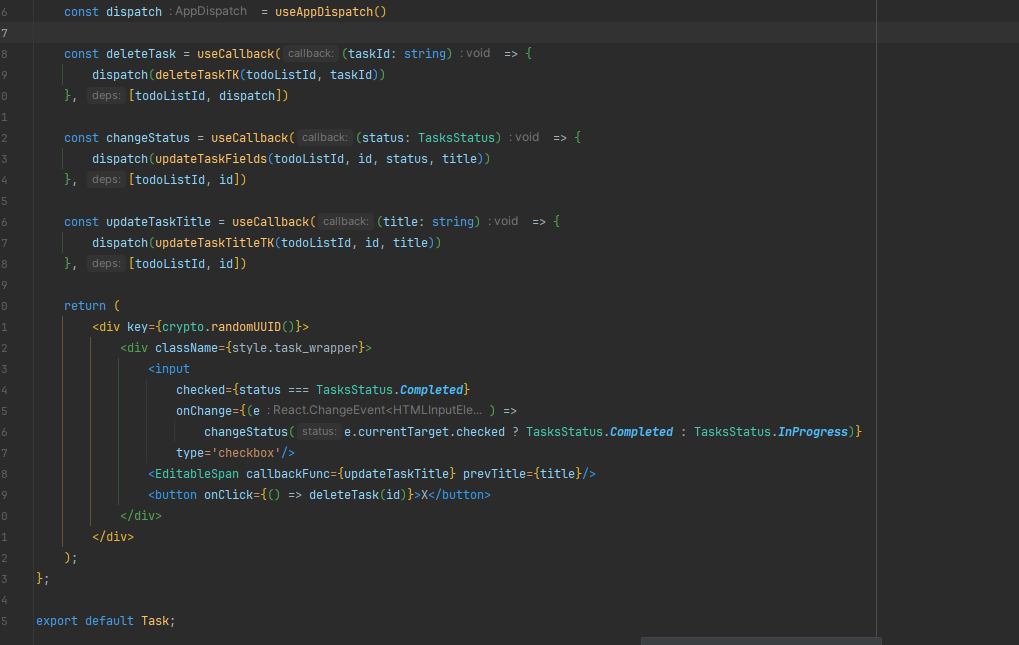 6 const dispatch : AppDispatch = useAppDispatch()
7
8 const deleteTask = useCallback( callback: (taskId: string) : void => {
9 dispatch(deleteTaskTK(todoListId, taskId))
0 }, deps: [todoListId, dispatch])
1
2 const changeStatus = useCallback( callback: (status: TasksStatus) : void => {
3 dispatch(updateTaskFields(todoListId, id, status, title))
4 }, deps: [todoListId, id])
5
6 const updateTaskTitle = useCallback( callback: (title: string) : void => {
7 dispatch(updateTaskTitleTK(todoListId, id, title))
8 }, deps: [todoListId, id])
9
0 return (
1 <div key={crypto.randomUUID()}>
2 <div className={style.task_wrapper}>
3 <input
4 checked={status === TasksStatus.Completed}
5 onChange={(e : React.ChangeEvent<HTMLInputEle... ) =>
6 changeStatus( status: e.currentTarget.checked ? TasksStatus.Completed : TasksStatus.InProgress)}
7 type='checkbox'/>
8 <EditableSpan callbackFunc={updateTaskTitle} prevTitle={title}/>
9 <button onClick={() => deleteTask(id)}>X</button>
0 </div>
1 </div>
2 );
3 };
4
5 export default Task;